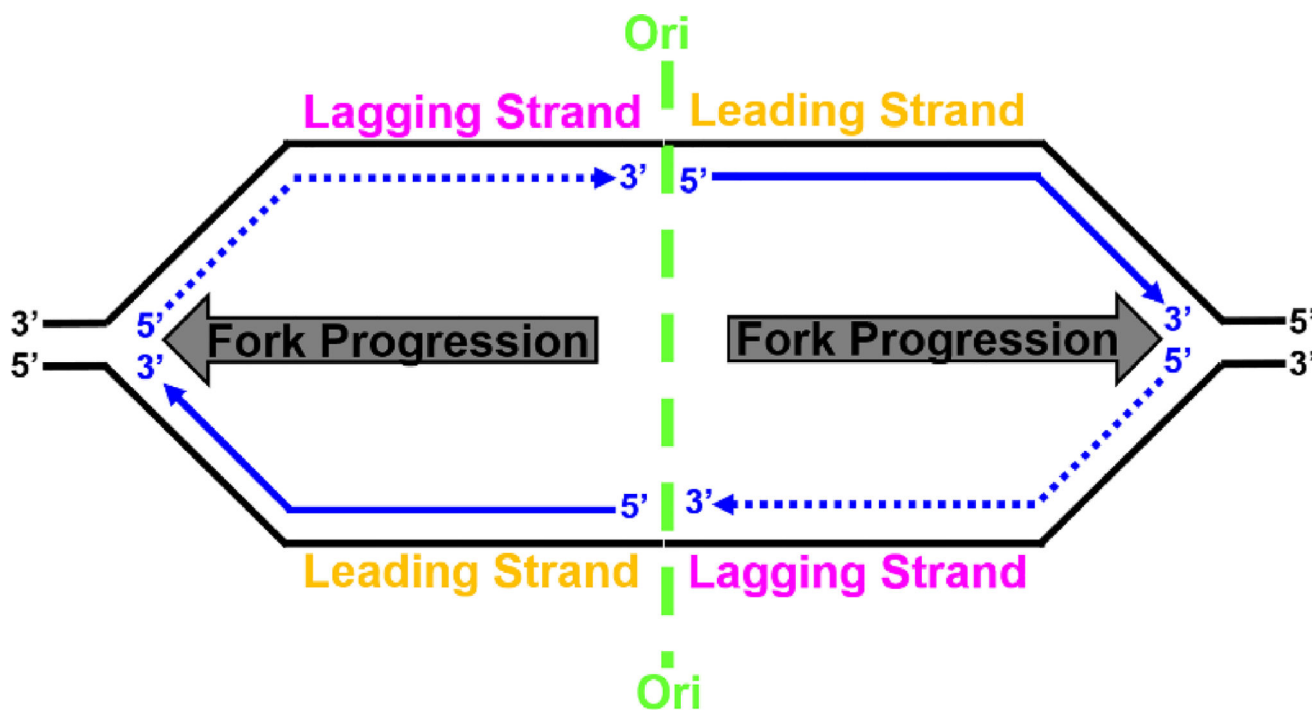 Ori
Lagging Strand Leading Strand
3’ 5’
3’ 5’ Fork Progression Fork Progression 3’ 5’
5’ 3’ 5’ 3’
5’ 3’
Leading Strand Lagging Strand
Ori